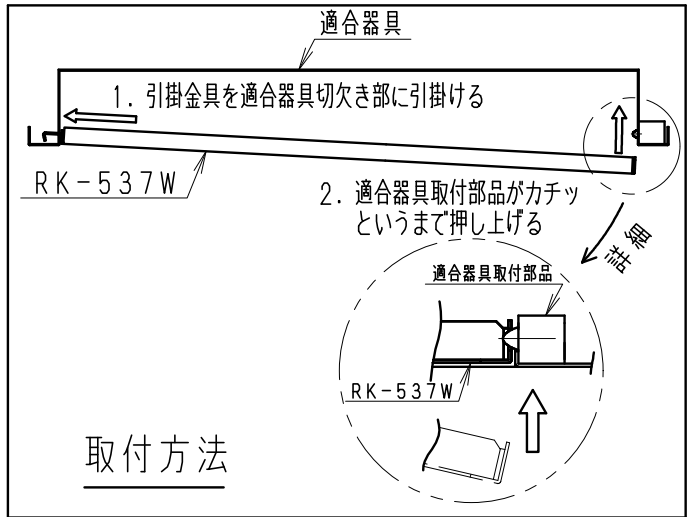 適合器具
1. 引掛金具を適合器具切欠き部に引掛ける
RK-537W
2. 適合器具取付部品がカチッ
というまで押し上げる
詳細
適合器具取付部品
RK-537W
取付方法